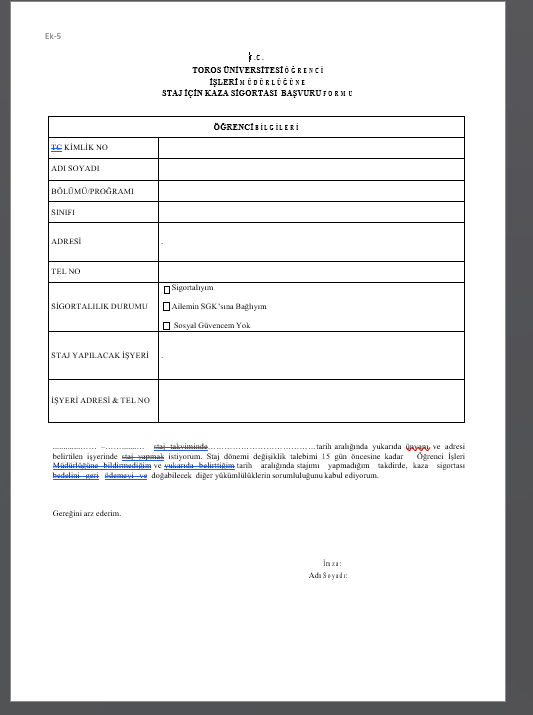 Ek-5
T.C.
TOROS ÜNİVERSİTESİ ÖĞRENCİ
İŞLERİ MÜDÜRLÜĞÜNE
STAJ İÇİN KAZA SİGORTASI BAŞVURU FORMU
ÖĞRENCİ BİLGİLERİ
TC KİMLİK NO
ADI SOYADI
BÖLÜMÜ/PROĞRAMI
SINIFI
ADRESİ
.
TEL NO
SİGORTALILIK DURUMU
Sigortalıyım
Ailemin SGK'sına Bağlıyım
Sosyal Güvencem Yok
STAJ YAPILACAK İŞYERİ
.
İŞYERİ ADRESİ & TEL NO
................. –.............. staj takviminde.......................................tarih aralığında yukarıda ünvanı ve adresi
belirtilen işyerinde staj yapmak istiyorum. Staj dönemi değişiklik talebimi 15 gün öncesine kadar Öğrenci İşleri
Müdürlüğüne bildirmediğim ve yukarıda belirttiğim tarih aralığında stajımı yapmadığım takdirde, kaza sigortası
bedelini geri ödemeyi ve doğabilecek diğer yükümlülüklerin sorumluluğunu kabul ediyorum.
Gereğini arz ederim.
İmza:
Adı Soyadı: